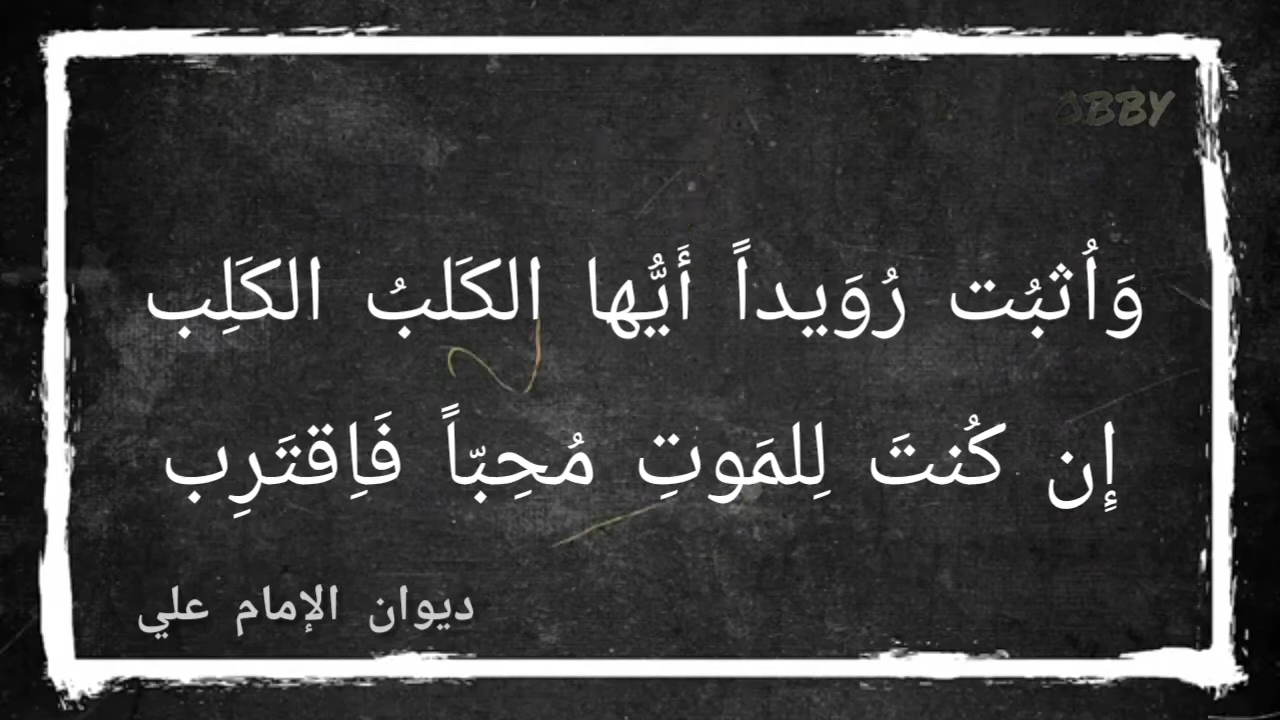 وَاُثبُت رُوَيداً أَيُّها الكَلبُ الكَلِب
إِن كُنتَ لِلمَوتِ مُحِبّاً فَاِقتَرِب
ديوان الإمام علي